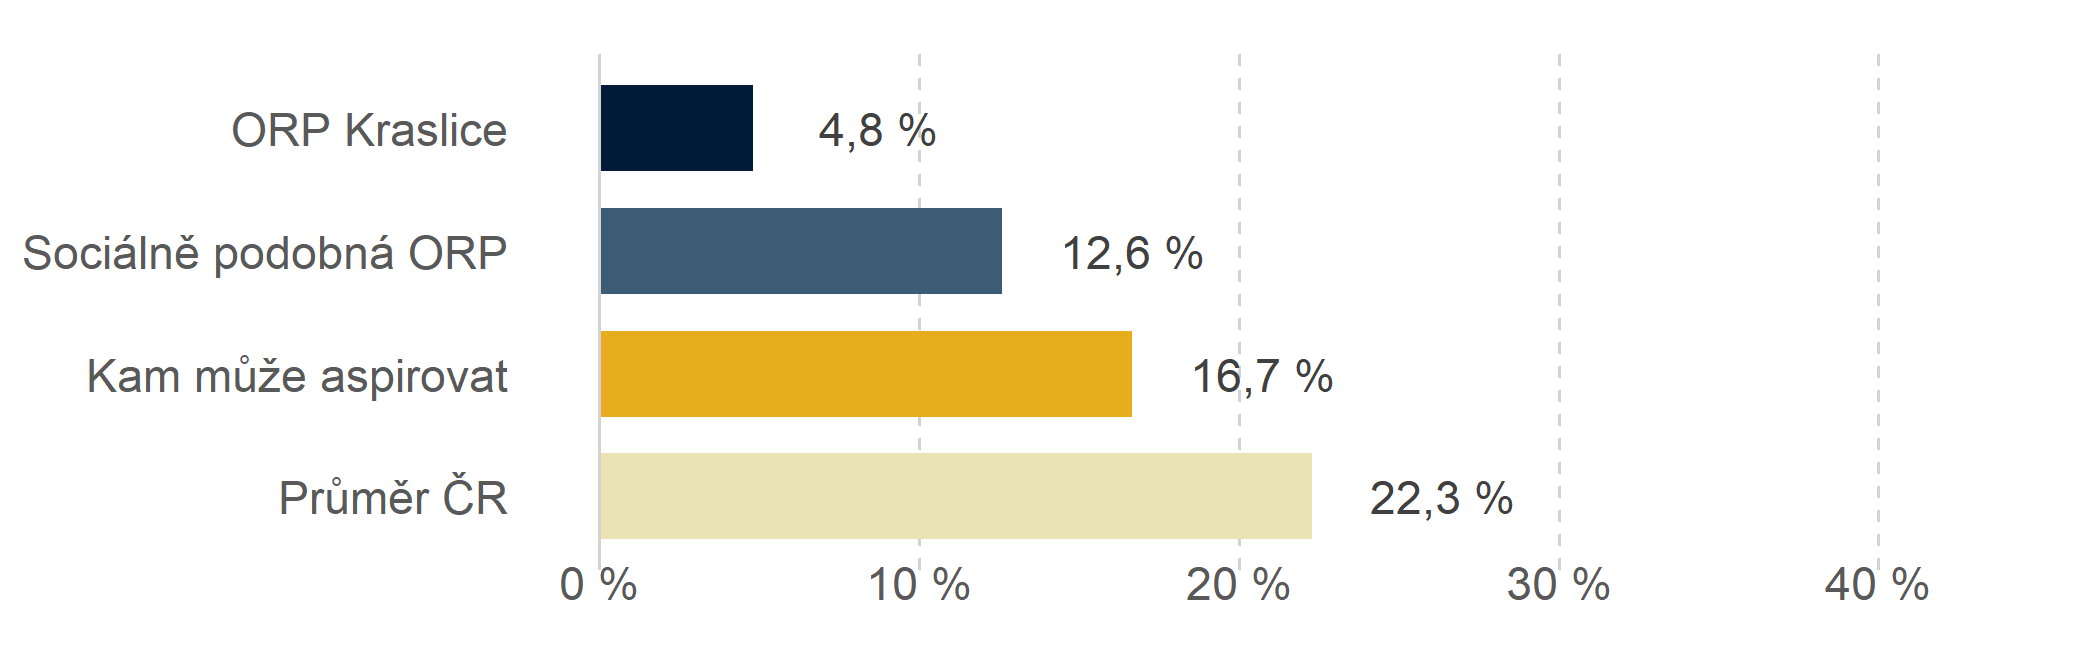 ORP Kraslice
4,8 %
Sociálně podobná ORP
12,6 %
Kam může aspirovat
16,7 %
Průměr ČR
22,3 %
0 %
10 %
20 %
30 %
40 %